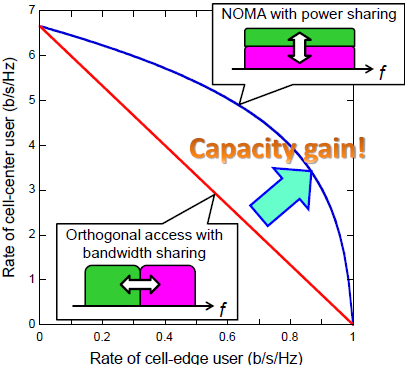 NOMA with power sharing
f
Capacity gain!
Orthogonal access with
bandwidth sharing
f
Rate of cell-center user (b/s/Hz)
7
6
5
4
3
2
1
0
0
0.2
0.4
0.6
0.8
1
Rate of cell-edge user (b/s/Hz)